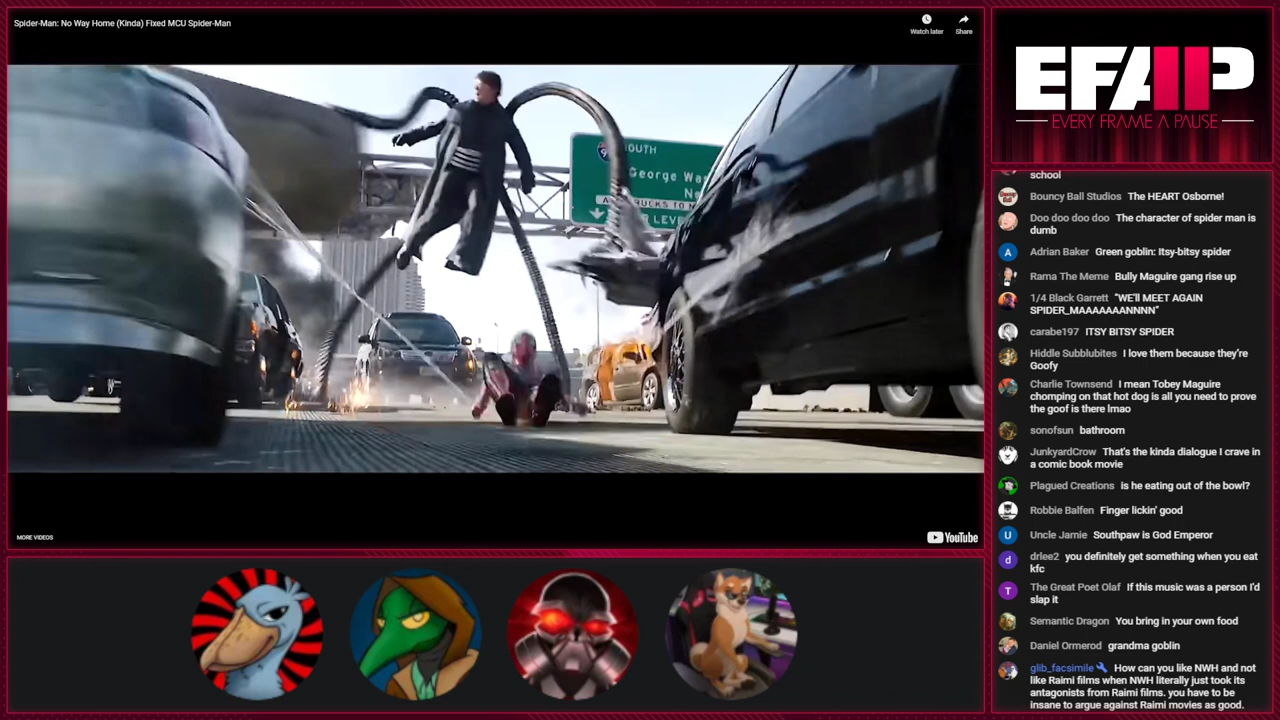 Spider-Man: No Way Home (Kinda) Fixed MCU Spider-Man
Watch later
Share
OUTH
George Was
MORE VIDEOS
YouTube
EFAP
EVERY FRAME A PAUSE
school
Bouncy Ball Studios The HEART Osborne!
Doo doo doo doo The character of spider man is
dumb
A
Adrian Baker Green goblin: Itsy-bitsy spider
Rama The Meme Bully Maguire gang rise up
1/4 Black Garrett "WE'll MEET AGAIN
SPIDER_MAAAAAAANNNN"
carabe197 ITSY BITSY SPIDER
Hiddle Subblubites I love them because they're
Goofy
Charlie Townsend I mean Tobey Maguire
chomping on that hot dog is all you need to prove
the goof is there lmao
sonofsun bathroom
JunkyardCrow That's the kinda dialogue I crave in
a comic book movie
Plagued Creations is he eating out of the bowl?
Robbie Balfen Finger lickin' good
U
Uncle Jamie Southpaw is God Emperor
d
drlee2 you definitely get something when you eat
kfc
T
The Great Poet Olaf If this music was a person I'd
slap it
Semantic Dragon You bring in your own food
Daniel Ormerod grandma goblin
glib_facsimile How can you like NWH and not
like Raimi films when NWH literally just took its
antagonists from Raimi films. you have to be
insane to argue against Raimi movies as good.